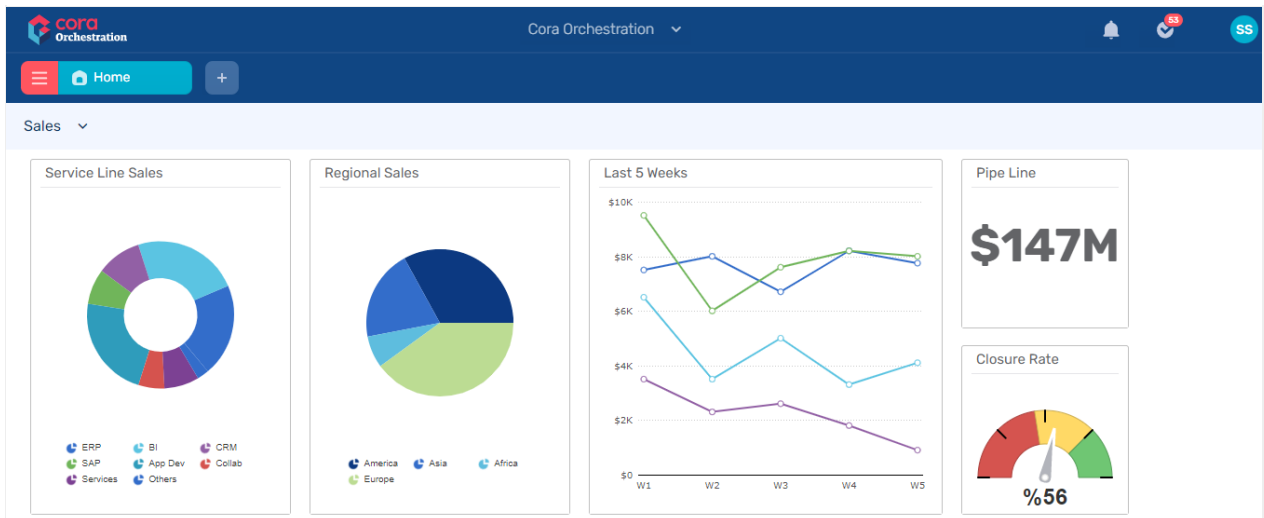 cora
Orchestration
Cora Orchestration
53
SS
Home
+
Sales
Service Line Sales
ERP BI CRM
SAP App Dev Collab
Services Others
Regional Sales
America Asia Africa
Europe
Last 5 Weeks
$10K
$8K
$6K
$4K
$2K
$0
W1 W2 W3 W4 W5
Pipe Line
$147M
Closure Rate
%56